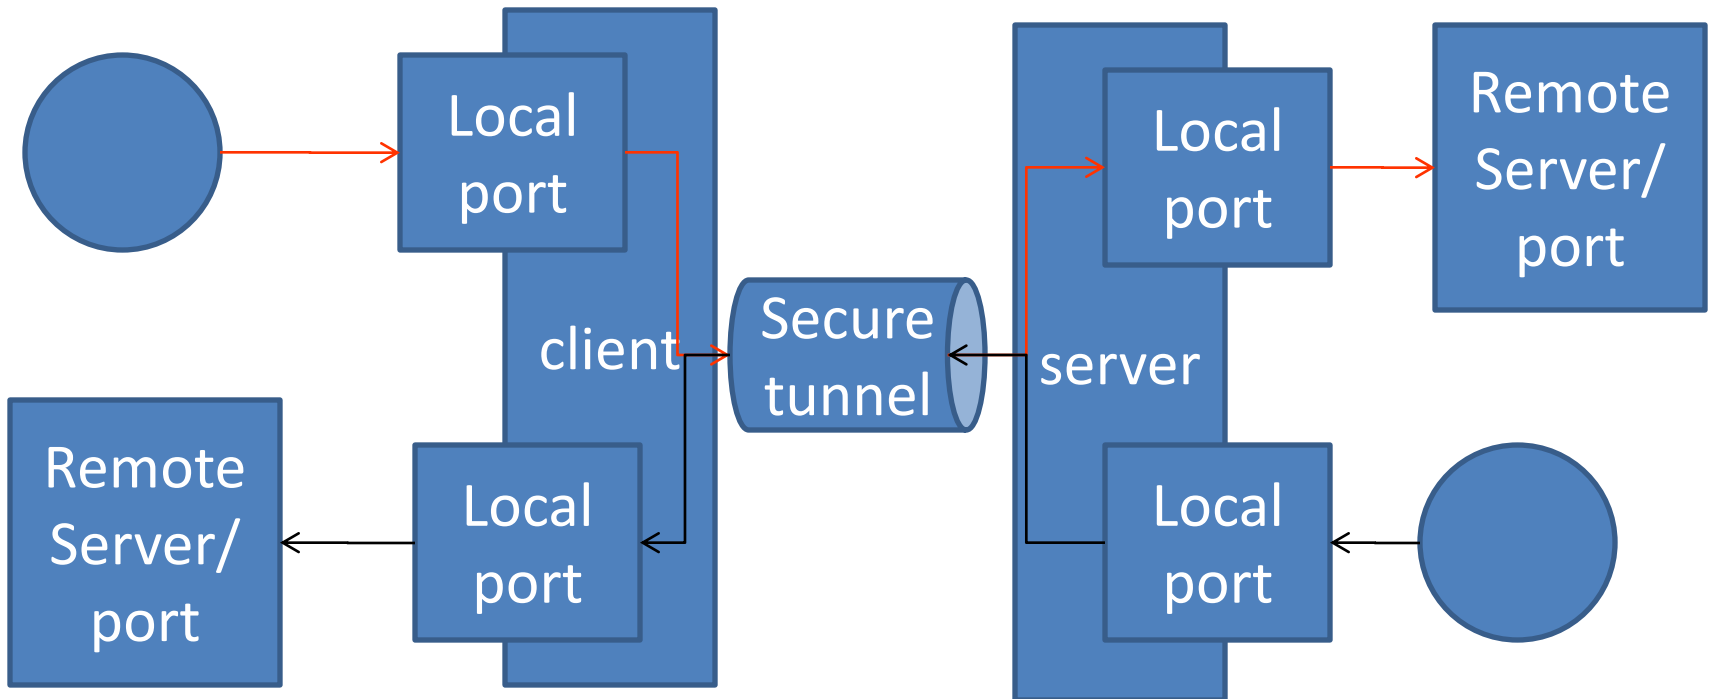 Local
port
Local
port
Remote
Server/
port
client
Secure
tunnel
server
Remote
Server/
port
Local
port
Local
port